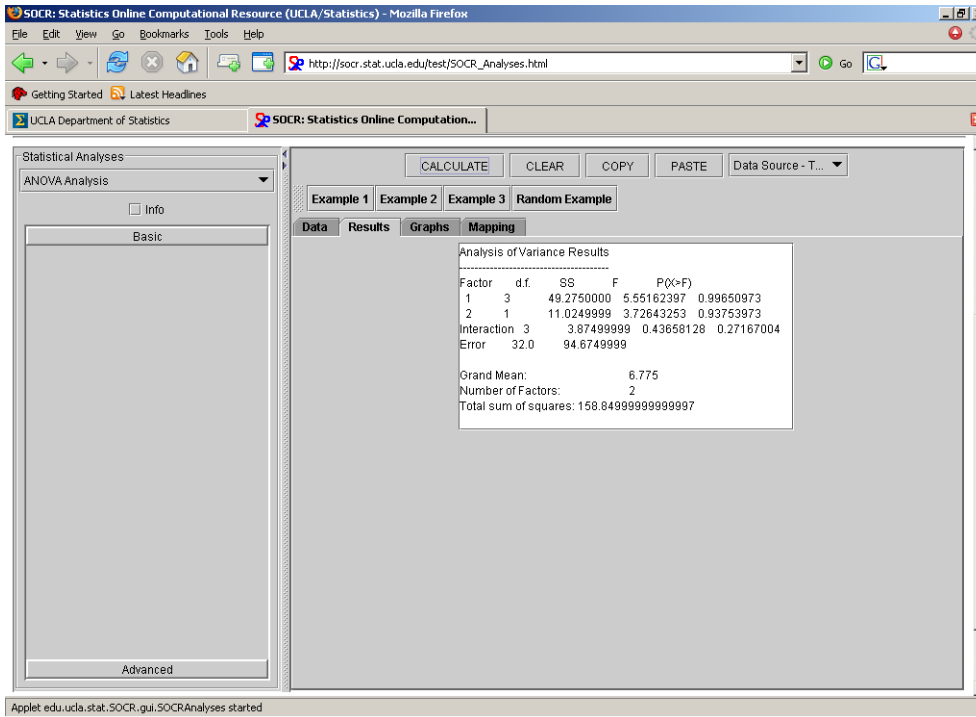 SOCR: Statistics Online Computational Resource (UCLA/Statistics) - Mozilla Firefox
File Edit View Go Bookmarks Tools Help
http://socr.stat.ucla.edu/test/SOCR_Analyses.html Go
Getting Started Latest Headlines
UCLA Department of Statistics SOCR: Statistics Online Computation...
Statistical Analyses
ANOVA Analysis
Info
Basic
Advanced
CALCULATE CLEAR COPY PASTE Data Source - T...
Example 1 Example 2 Example 3 Random Example
Data Results Graphs Mapping
Analysis of Variance Results
--------------------------------------
Factor d.f. SS F P(X>F)
1 3 49.2750000 5.55162397 0.99650973
2 1 11.0249999 3.72643253 0.93753973
Interaction 3 3.87499999 0.43658128 0.27167004
Error 32.0 94.6749999
Grand Mean: 6.775
Number of Factors: 2
Total sum of squares: 158.84999999999997
Applet edu.ucla.stat.SOCR.gui.SOCRAnalyses started